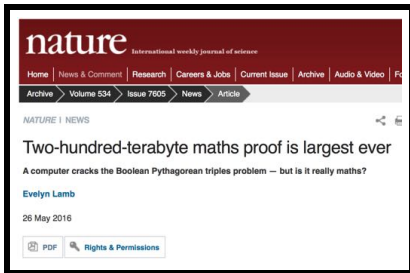 nature International weekly journal of science
Home News & Comment Research Careers & Jobs Current Issue Archive Audio & Video
Archive Volume 534 Issue 7605 News Article
NATURE | NEWS
Two-hundred-terabyte maths proof is largest ever
A computer cracks the Boolean Pythagorean triples problem — but is it really maths?
Evelyn Lamb
26 May 2016
PDF Rights & Permissions